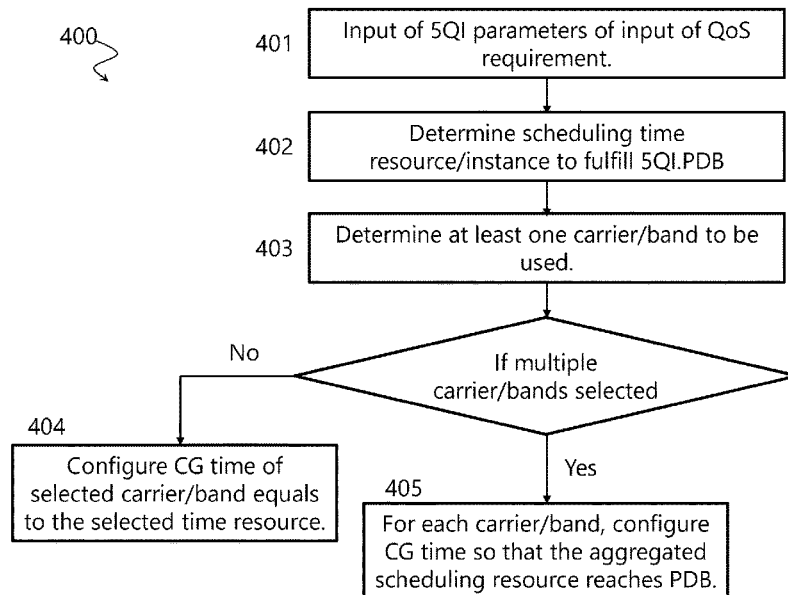 400
401
Input of 5QI parameters of input of QoS
requirement.
402
Determine scheduling time
resource/instance to fulfill 5QI.PDB
403
Determine at least one carrier/band to be
used.
If multiple
carrier/bands selected
No
Yes
404
Configure CG time of
selected carrier/band equals
to the selected time resource.
405
For each carrier/band, configure
CG time so that the aggregated
scheduling resource reaches PDB.